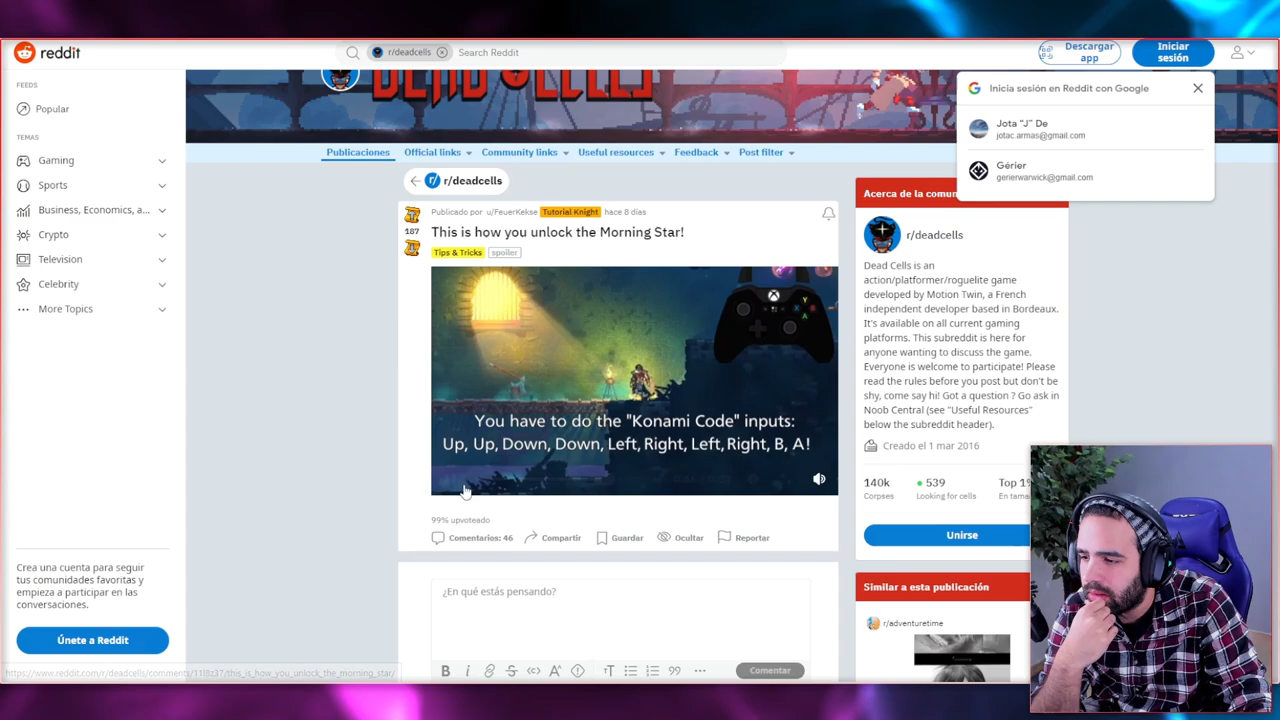 reddit
r/deadcells
Search Reddit
Descargar
app
Iniciar
sesión
FEEDS
Popular
TEMAS
Gaming
Sports
Business, Economics, a...
Crypto
Television
Celebrity
More Topics
DEAD CELLS
Inicia sesión en Reddit con Google
Jota "J" De
jotac.armas@gmail.com
Gérier
gerierwarwick@gmail.com
Publicaciones
Official links
Community links
Useful resources
Feedback
Post filter
r/ r/deadcells
Publicado por u/FeuerKekse Tutorial Knight hace 8 días
187
This is how you unlock the Morning Star!
Tips & Tricks spoiler
You have to do the "Konami Code" inputs:
Up, Up, Down, Down, Left, Right, Left, Right, B, A!
99% upvoteado
Comentarios: 46
Compartir
Guardar
Ocultar
Reportar
¿En qué estás pensando?
Comentar
Acerca de la comun
r/deadcells
Dead Cells is an
action/platformer/roguelite game
developed by Motion Twin, a French
independent developer based in Bordeaux.
It's available on all current gaming
platforms. This subreddit is here for
anyone wanting to discuss the game.
Everyone is welcome to participate! Please
read the rules before you post but don't be
shy, come say hi! Got a question ? Go ask in
Noob Central (see "Useful Resources"
below the subreddit header).
Creado el 1 mar 2016
140k
Corpses
539
Looking for cells
Top 1
En tama
Unirse
Similar a esta publicación
r/adventuretime
Crea una cuenta para seguir
tus comunidades favoritas y
empieza a participar en las
conversaciones.
Únete a Reddit